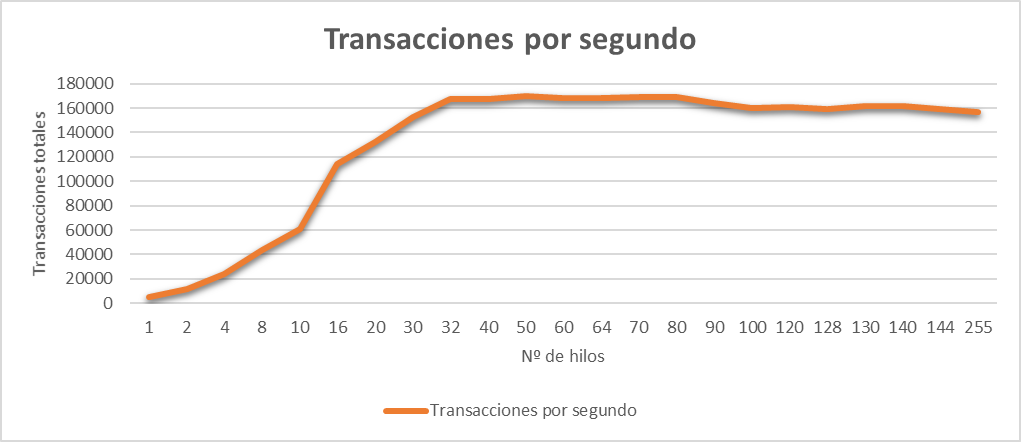 Transacciones por segundo
Transacciones totales
180000
160000
140000
120000
100000
80000
60000
40000
20000
0
1 2 4 8 10 16 20 30 32 40 50 60 64 70 80 90 100 120 128 130 140 144 255
Nº de hilos
Transacciones por segundo